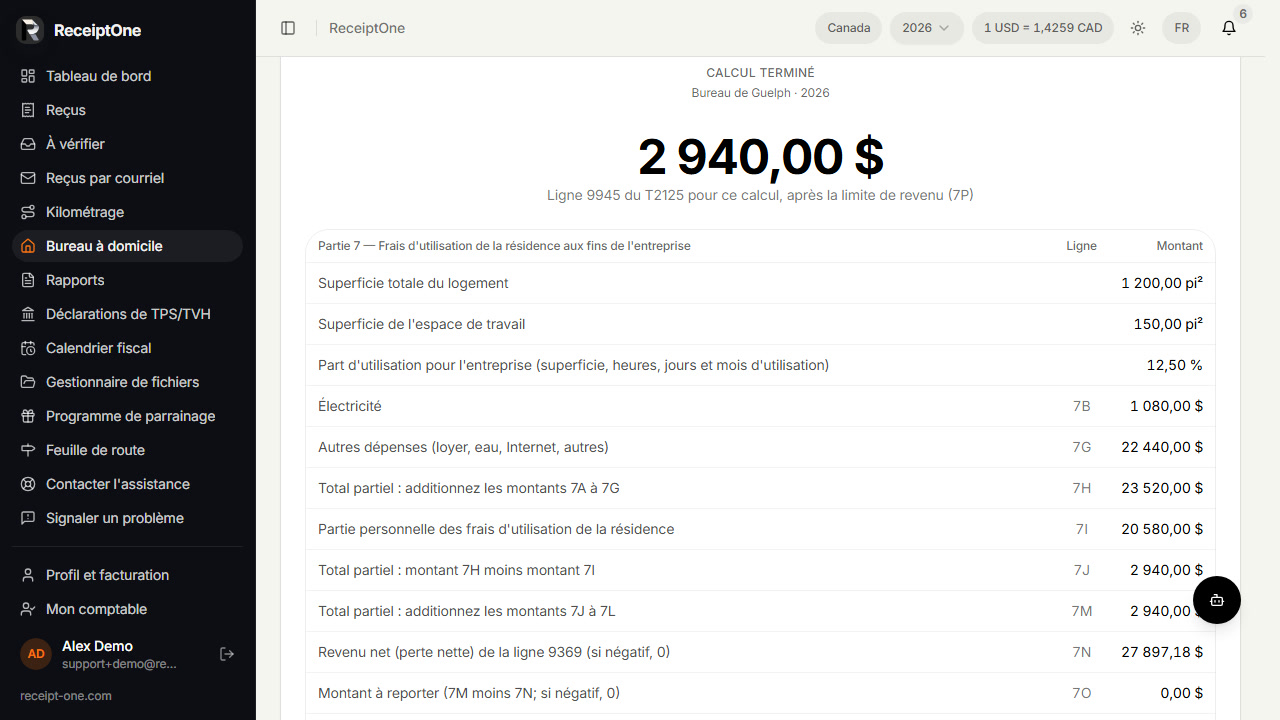 ReceiptOne
Tableau de bord
Reçus
À vérifier
Reçus par courriel
Kilométrage
Bureau à domicile
Rapports
Déclarations de TPS/TVH
Calendrier fiscal
Gestionnaire de fichiers
Programme de parrainage
Feuille de route
Contacter l'assistance
Signaler un problème
Profil et facturation
Mon comptable
AD
Alex Demo
support+demo@re...
receipt-one.com
ReceiptOne
Canada
2026
1 USD = 1,4259 CAD
FR
6
CALCUL TERMINÉ
Bureau de Guelph · 2026
2 940,00 $
Ligne 9945 du T2125 pour ce calcul, après la limite de revenu (7P)
Partie 7 — Frais d'utilisation de la résidence aux fins de l'entreprise Ligne Montant
Superficie totale du logement 1 200,00 pi²
Superficie de l'espace de travail 150,00 pi²
Part d'utilisation pour l'entreprise (superficie, heures, jours et mois d'utilisation) 12,50 %
Électricité 7B 1 080,00 $
Autres dépenses (loyer, eau, Internet, autres) 7G 22 440,00 $
Total partiel : additionnez les montants 7A à 7G 7H 23 520,00 $
Partie personnelle des frais d'utilisation de la résidence 7I 20 580,00 $
Total partiel : montant 7H moins montant 7I 7J 2 940,00 $
Total partiel : additionnez les montants 7J à 7L 7M 2 940,00 $
Revenu net (perte nette) de la ligne 9369 (si négatif, 0) 7N 27 897,18 $
Montant à reporter (7M moins 7N; si négatif, 0) 7O 0,00 $